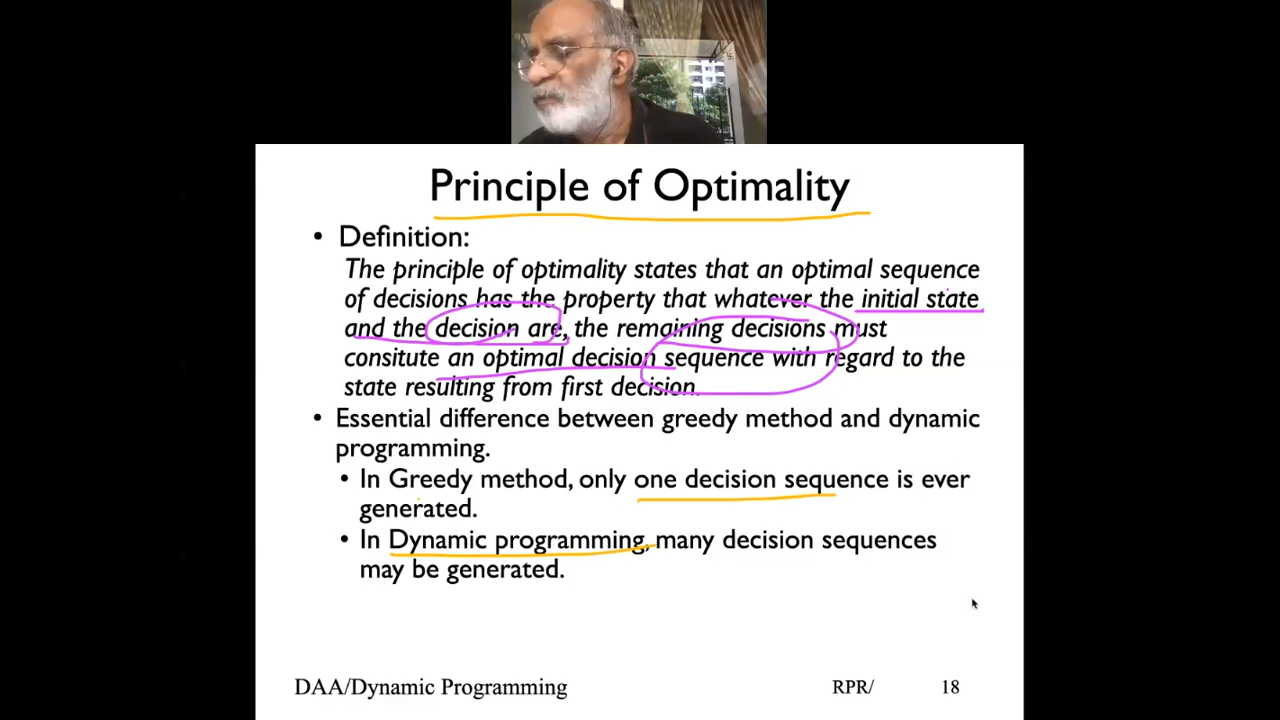 Principle of Optimality
• Definition:
The principle of optimality states that an optimal sequence
of decisions has the property that whatever the initial state
and the decision are, the remaining decisions must
consitute an optimal decision sequence with regard to the
state resulting from first decision.
• Essential difference between greedy method and dynamic
programming.
• In Greedy method, only one decision sequence is ever
generated.
• In Dynamic programming, many decision sequences
may be generated.
DAA/Dynamic Programming RPR/ 18